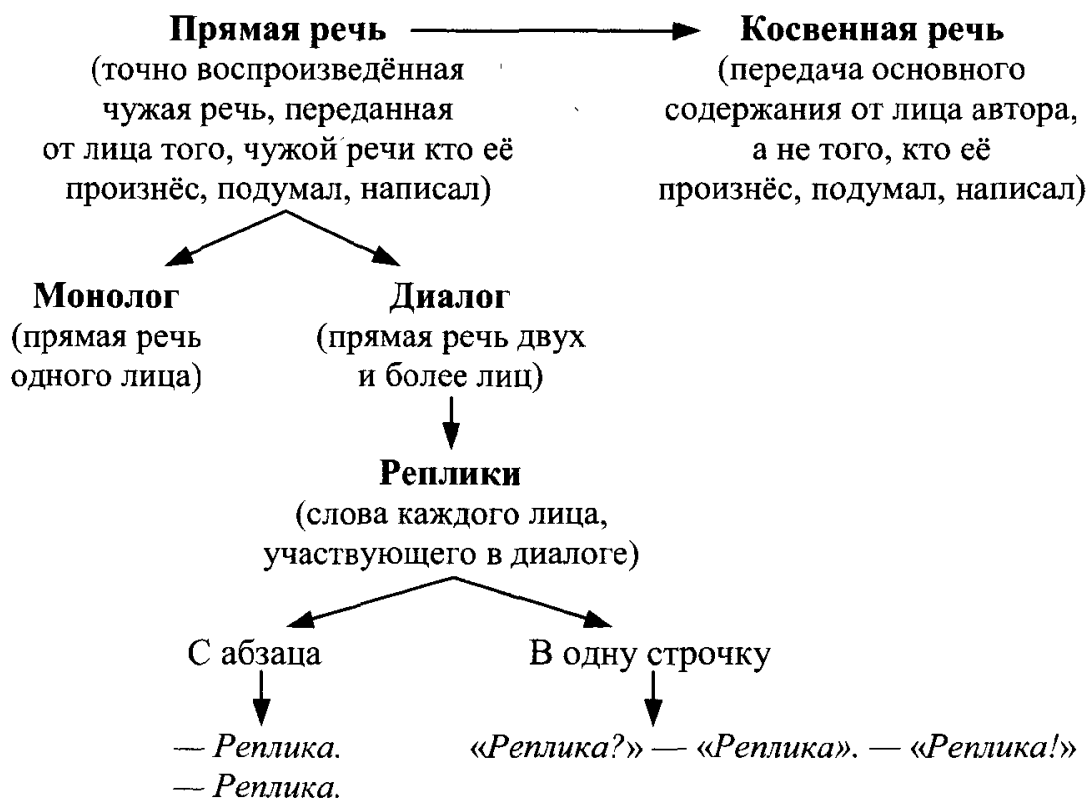 Прямая речь
(точно воспроизведённая
чужая речь, переданная
от лица того, чужой речи кто её
произнёс, подумал, написал)
Косвенная речь
(передача основного
содержания от лица автора,
а не того, кто её
произнёс, подумал, написал)
Монолог
(прямая речь
одного лица)
Диалог
(прямая речь двух
и более лиц)
Реплики
(слова каждого лица,
участвующего в диалоге)
С абзаца
— Реплика.
— Реплика.
В одну строчку
«Реплика?» — «Реплика». — «Реплика!»